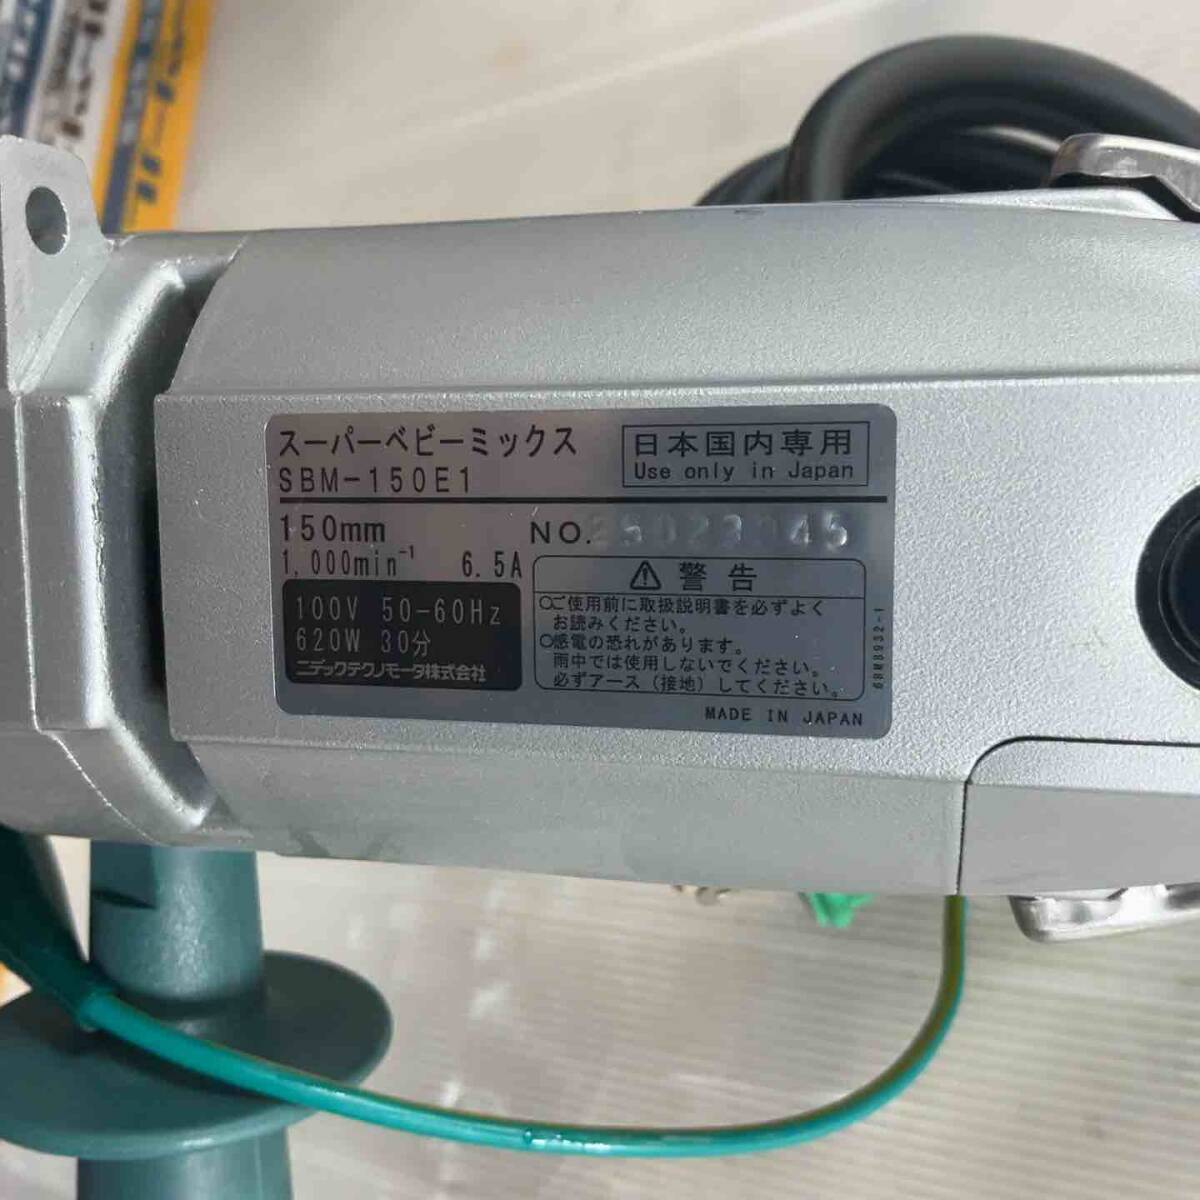 スーパーベビーミックス
SBM-150E1
日本国内専用
Use only in Japan
150mm
1,000min⁻¹ 6.5A
NO.
100V 50-60Hz
620W 30分
ニデックテクノモータ株式会社
⚠ 警告
○ご使用前に取扱説明書を必ずよく
お読みください。
○感電の恐れがあります。
雨中では使用しないでください。
必ずアース（接地）してください。
6BM8932-1
MADE IN JAPAN